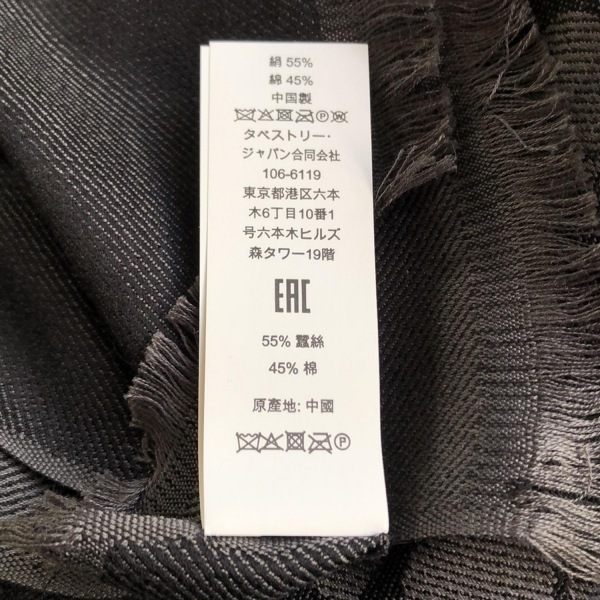 絹 55%
綿 45%
中国製
P W
タペストリー・
ジャパン合同会社
106-6119
東京都港区六本
木6丁目10番1
号六本木ヒルズ
森タワー19階
EAC
55% 蠶絲
45% 棉
原產地: 中國
P